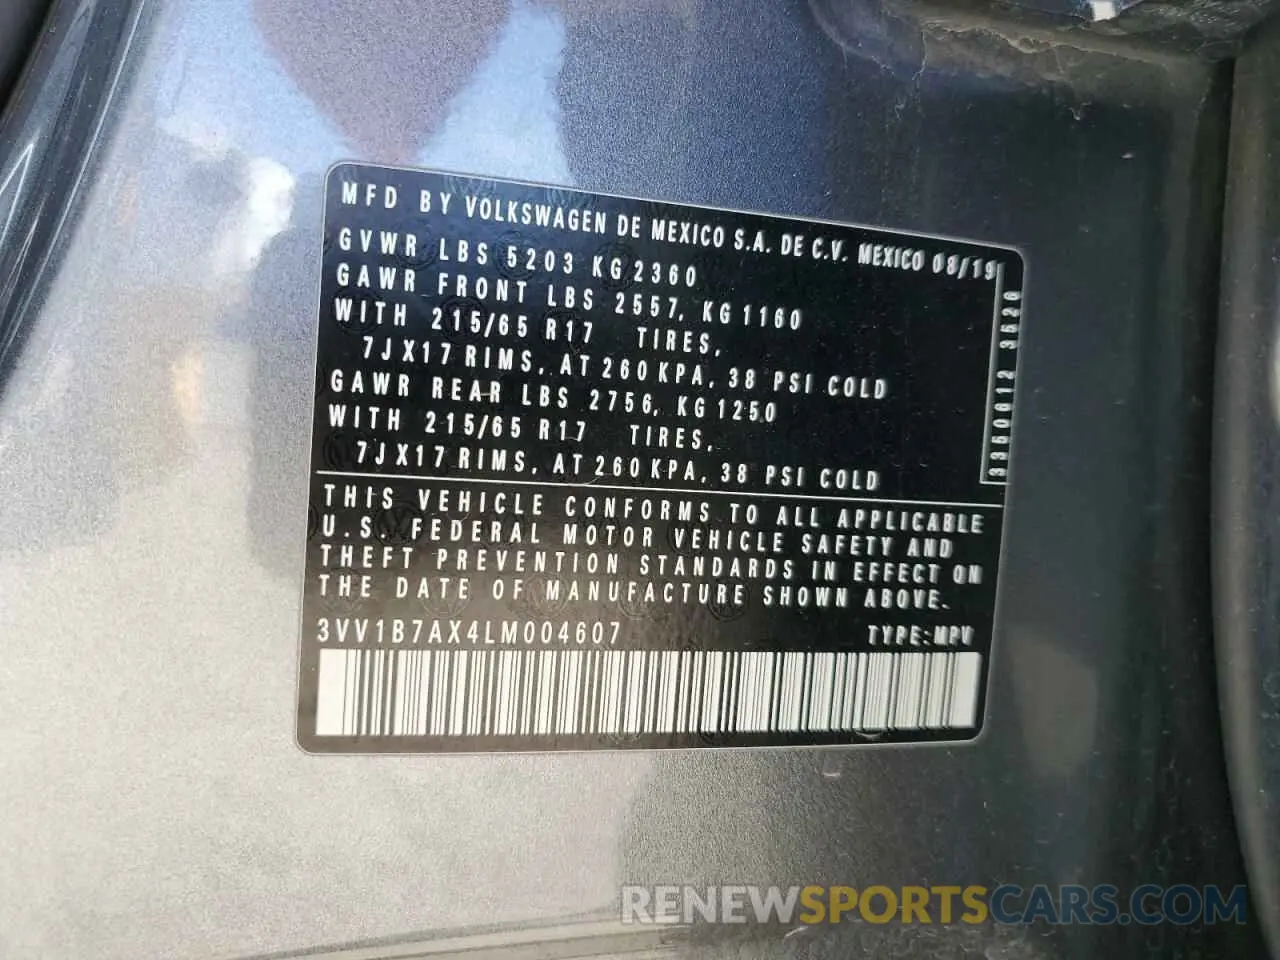 MFD BY VOLKSWAGEN DE MEXICO S.A. DE C.V. MEXICO 08/19
GVWR LBS 5203 KG 2360
GAWR FRONT LBS 2557, KG 1160
WITH 215/65 R17 TIRES,
7JX17 RIMS, AT 260 KPA, 38 PSI COLD
GAWR REAR LBS 2756, KG 1250
WITH 215/65 R17 TIRES,
7JX17 RIMS, AT 260 KPA, 38 PSI COLD
3350012 3520
THIS VEHICLE CONFORMS TO ALL APPLICABLE
U.S. FEDERAL MOTOR VEHICLE SAFETY AND
THEFT PREVENTION STANDARDS IN EFFECT ON
THE DATE OF MANUFACTURE SHOWN ABOVE.
3VV1B7AX4LM004607 TYPE:MPV
RENEWSPORTSCARS.COM